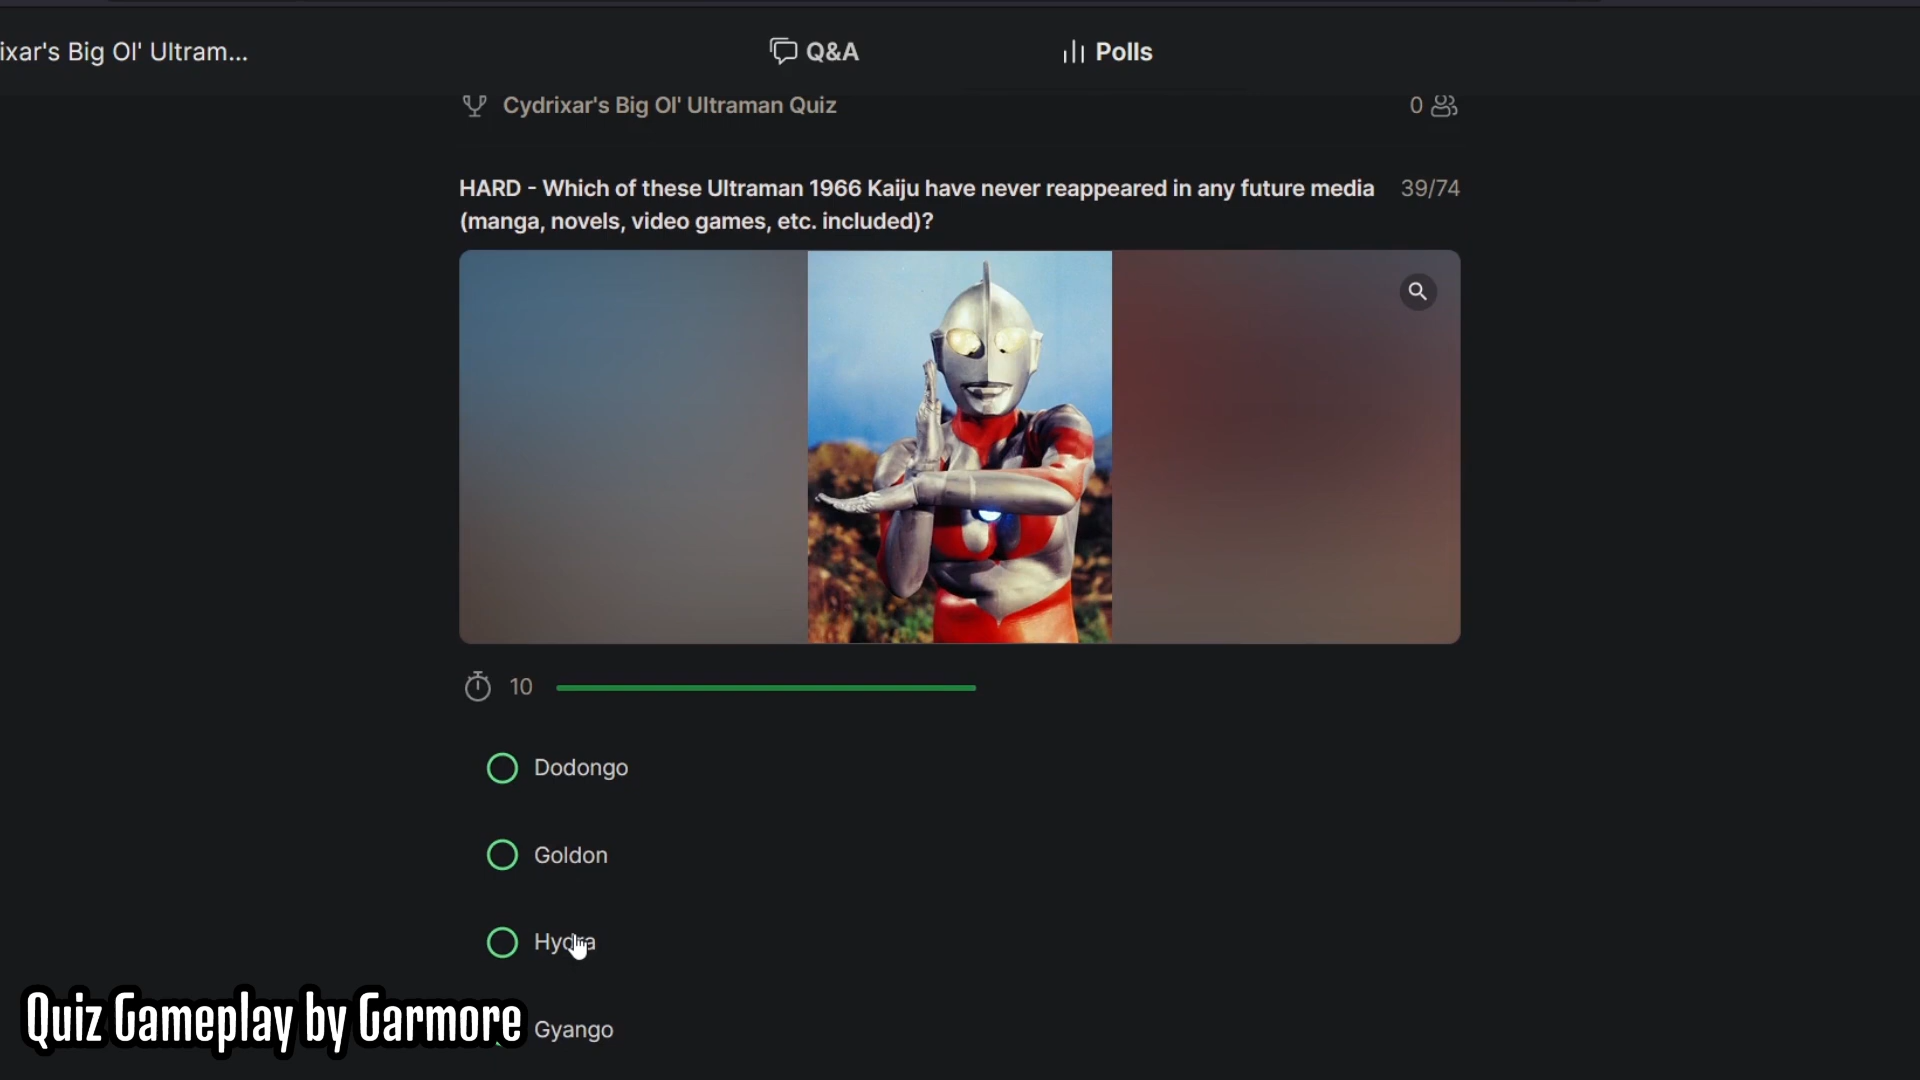 ixar's Big Ol' Ultram...
Q&A
Polls
Cydrixar's Big Ol' Ultraman Quiz
0
HARD - Which of these Ultraman 1966 Kaiju have never reappeared in any future media
39/74
(manga, novels, video games, etc. included)?
10
Dodongo
Goldon
Hydra
Gyango
Quiz Gameplay by Garmore